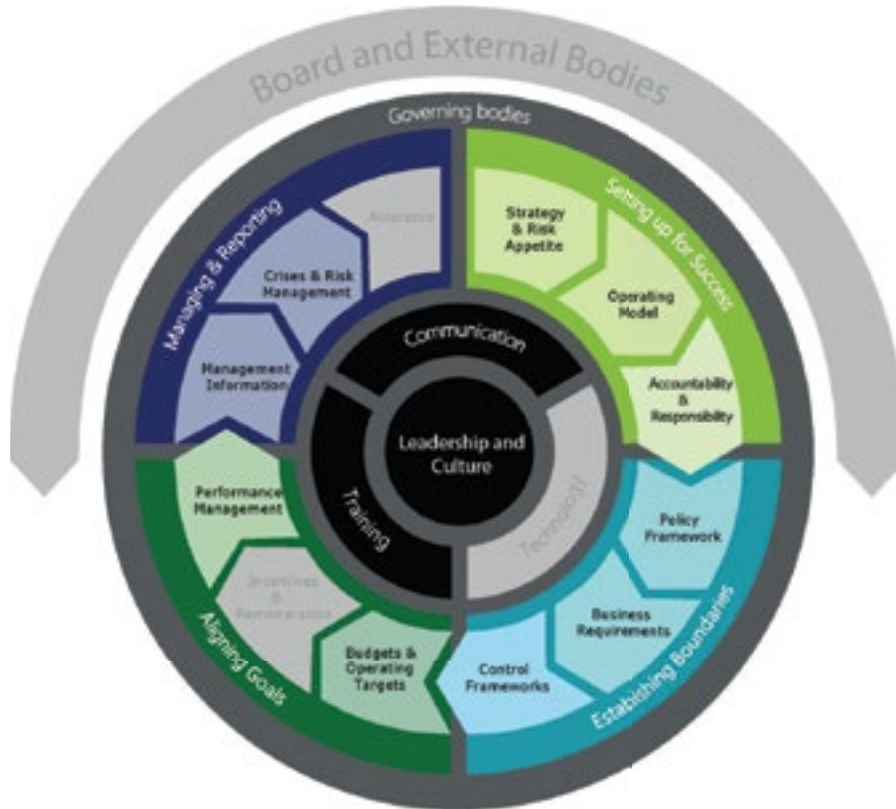 Board and External Bodies
Governing bodies
Setting up for Success
Strategy
& Risk
Appetite
Operating
Model
Accountability
&
Responsibility
Policy
Framework
Business
Requirements
Control
Frameworks
Estabishing Boundaries
Budgets &
Operating
Targets
Incentives
&
Remuneration
Performance
Management
Aligning Goals
Management
Information
Crises & Risk
Management
Assurance
Managing & Reporting
Communication
Technology
Training
Leadership and
Culture